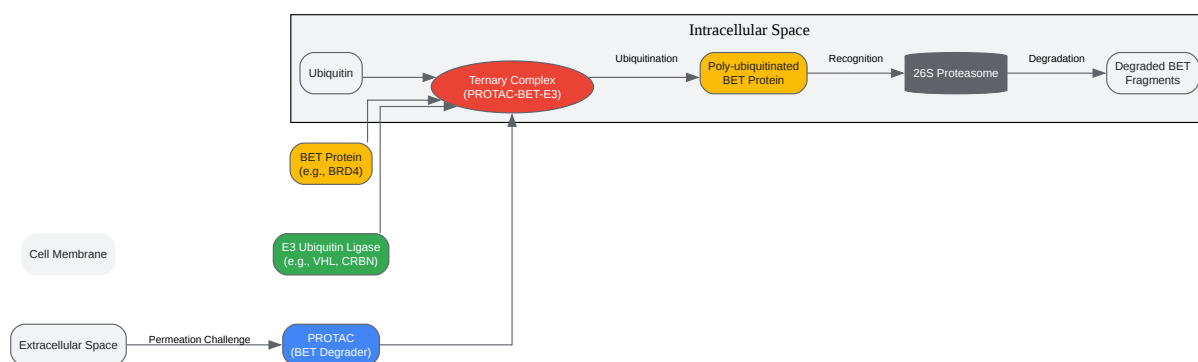 Intracellular Space
Ubiquitin
Ternary Complex
(PROTAC-BET-E3)
Ubiquitination
Poly-ubiquitinated
BET Protein
Recognition
26S Proteasome
Degradation
Degraded BET
Fragments
BET Protein
(e.g., BRD4)
E3 Ubiquitin Ligase
(e.g., VHL, CRBN)
Cell Membrane
Extracellular Space
Permeation Challenge
PROTAC
(BET Degrader)